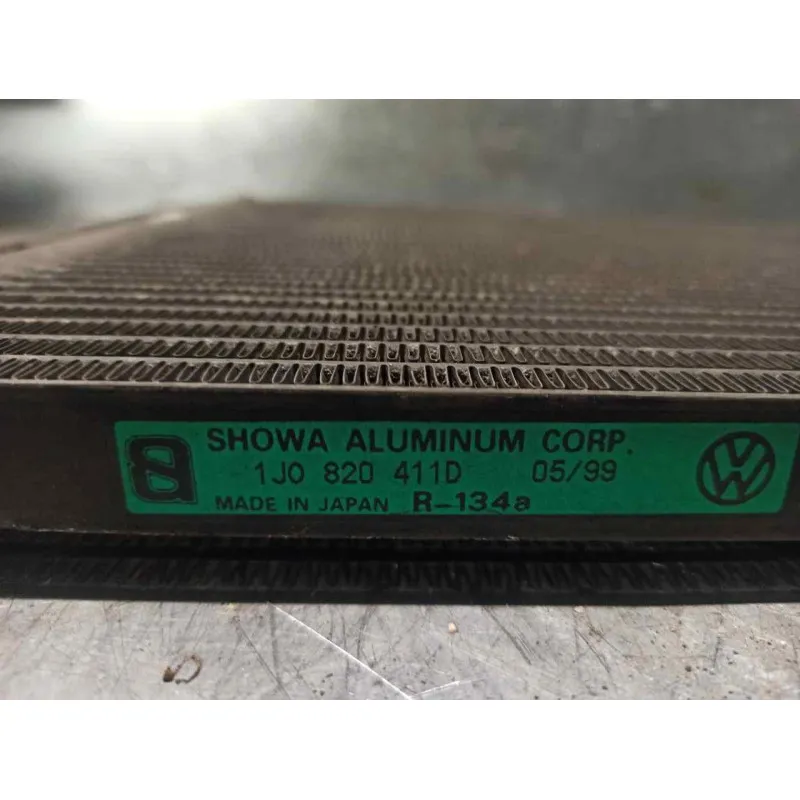 SHOWA ALUMINUM CORP.
1J0 820 411D 05/99
MADE IN JAPAN R-134a